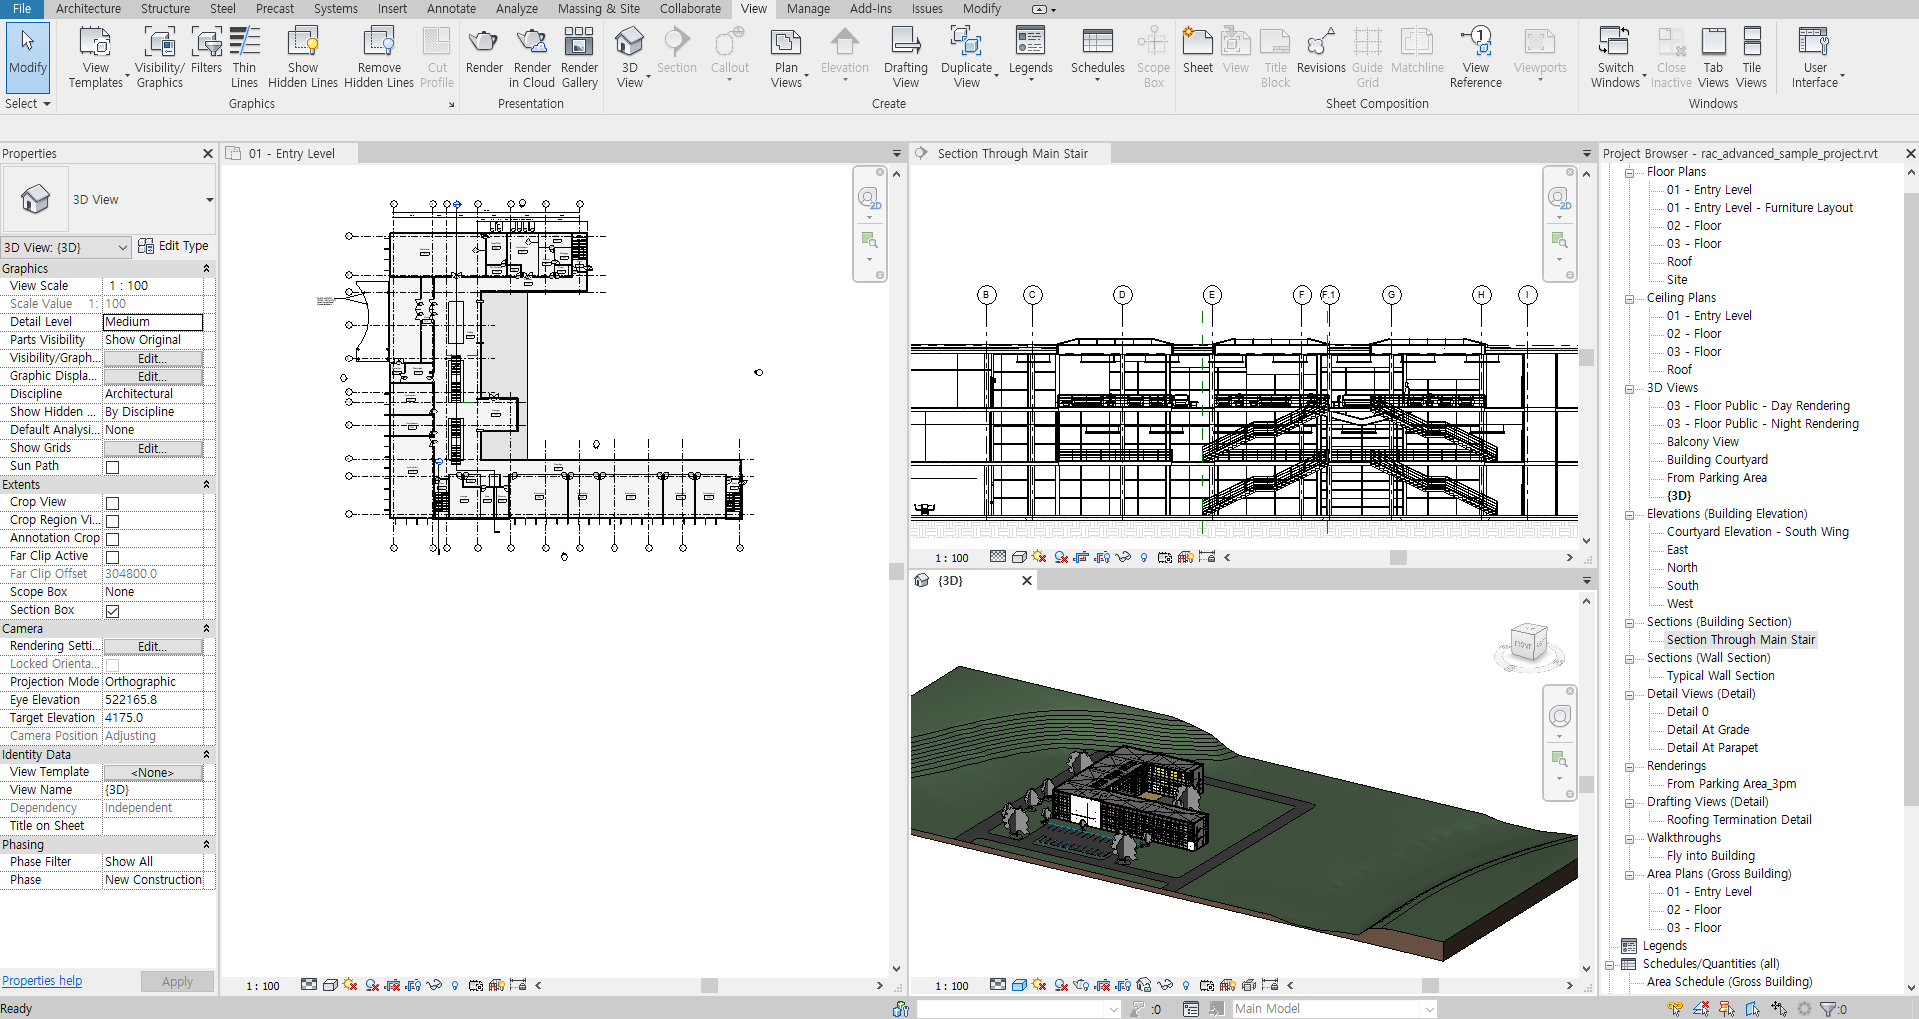 File Architecture Structure Steel Precast Systems Insert Annotate Analyze Massing & Site Collaborate View Manage Add-Ins Issues Modify
Modify
View Templates
Visibility/ Graphics
Filters
Thin Lines
Show Hidden Lines
Remove Hidden Lines
Cut Profile
Render
Render in Cloud
Render Gallery
3D View
Section
Callout
Plan Views
Elevation
Drafting View
Duplicate View
Legends
Schedules
Scope Box
Sheet
View
Title Block
Revisions
Guide Grid
Matchline
View Reference
Viewports
Switch Windows
Close Inactive
Tab Views
Tile Views
User Interface
Select Graphics Presentation Create Sheet Composition Windows
Properties
3D View
3D View: {3D} Edit Type
Graphics
View Scale 1 : 100
Scale Value 1: 100
Detail Level Medium
Parts Visibility Show Original
Visibility/Graph... Edit...
Graphic Displa... Edit...
Discipline Architectural
Show Hidden ... By Discipline
Default Analysi... None
Show Grids Edit...
Sun Path
Extents
Crop View
Crop Region Vi...
Annotation Crop
Far Clip Active
Far Clip Offset 304800.0
Scope Box None
Section Box
Camera
Rendering Setti... Edit...
Locked Orienta...
Projection Mode Orthographic
Eye Elevation 522165.8
Target Elevation 4175.0
Camera Position Adjusting
Identity Data
View Template <None>
View Name {3D}
Dependency Independent
Title on Sheet
Phasing
Phase Filter Show All
Phase New Construction
Properties help Apply
Ready
01 - Entry Level
2D
1 : 100
Section Through Main Stair
2D
B C D E F F.1 G H I
1 : 100
{3D}
FRONT
1 : 100
:0
Main Model
:0
Project Browser - rac_advanced_sample_project.rvt
Floor Plans
01 - Entry Level
01 - Entry Level - Furniture Layout
02 - Floor
03 - Floor
Roof
Site
Ceiling Plans
01 - Entry Level
02 - Floor
03 - Floor
Roof
3D Views
03 - Floor Public - Day Rendering
03 - Floor Public - Night Rendering
Balcony View
Building Courtyard
From Parking Area
{3D}
Elevations (Building Elevation)
Courtyard Elevation - South Wing
East
North
South
West
Sections (Building Section)
Section Through Main Stair
Sections (Wall Section)
Typical Wall Section
Detail Views (Detail)
Detail 0
Detail At Grade
Detail At Parapet
Renderings
From Parking Area_3pm
Drafting Views (Detail)
Roofing Termination Detail
Walkthroughs
Fly into Building
Area Plans (Gross Building)
01 - Entry Level
02 - Floor
03 - Floor
Legends
Schedules/Quantities (all)
Area Schedule (Gross Building)